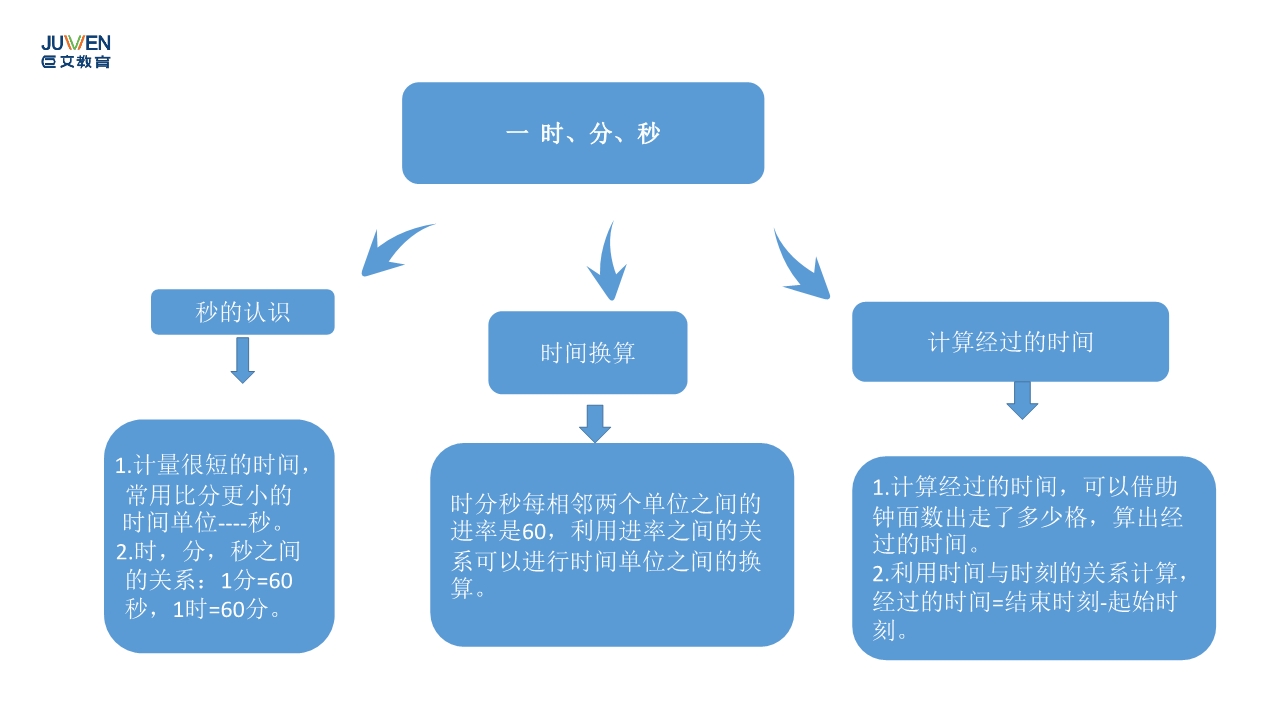 JUWEN
巨文教育
一 时、分、秒
秒的认识
时间换算
计算经过的时间
1.计量很短的时间，
常用比分更小的
时间单位----秒。
2.时，分，秒之间
的关系：1分=60
秒，1时=60分。
时分秒每相邻两个单位之间的
进率是60，利用进率之间的关
系可以进行时间单位之间的换
算。
1.计算经过的时间，可以借助
钟面数出走了多少格，算出经
过的时间。
2.利用时间与时刻的关系计算，
经过的时间=结束时刻-起始时
刻。